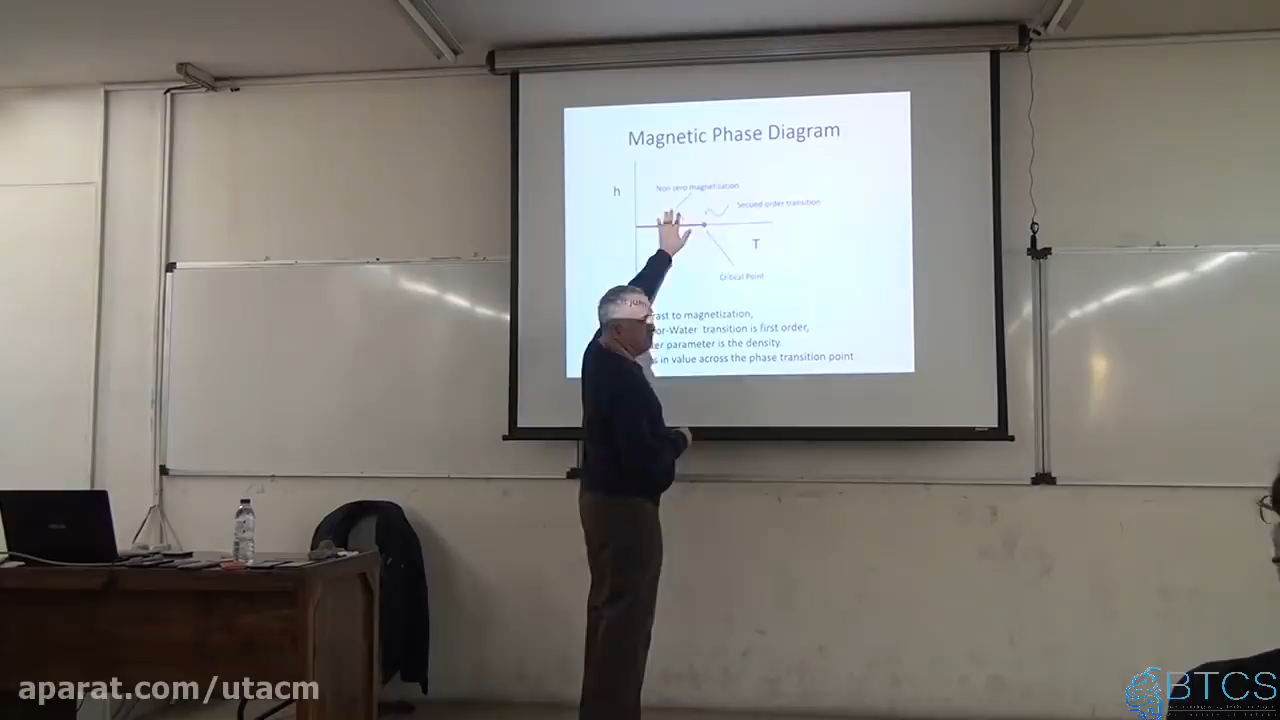 Magnetic Phase Diagram
h
Non zero magnetization
Second order transition
T
Critical Point
rast to magnetization,
or-Water transition is first order,
er parameter is the density.
s in value across the phase transition point
aparat.com/utacm
BTCS